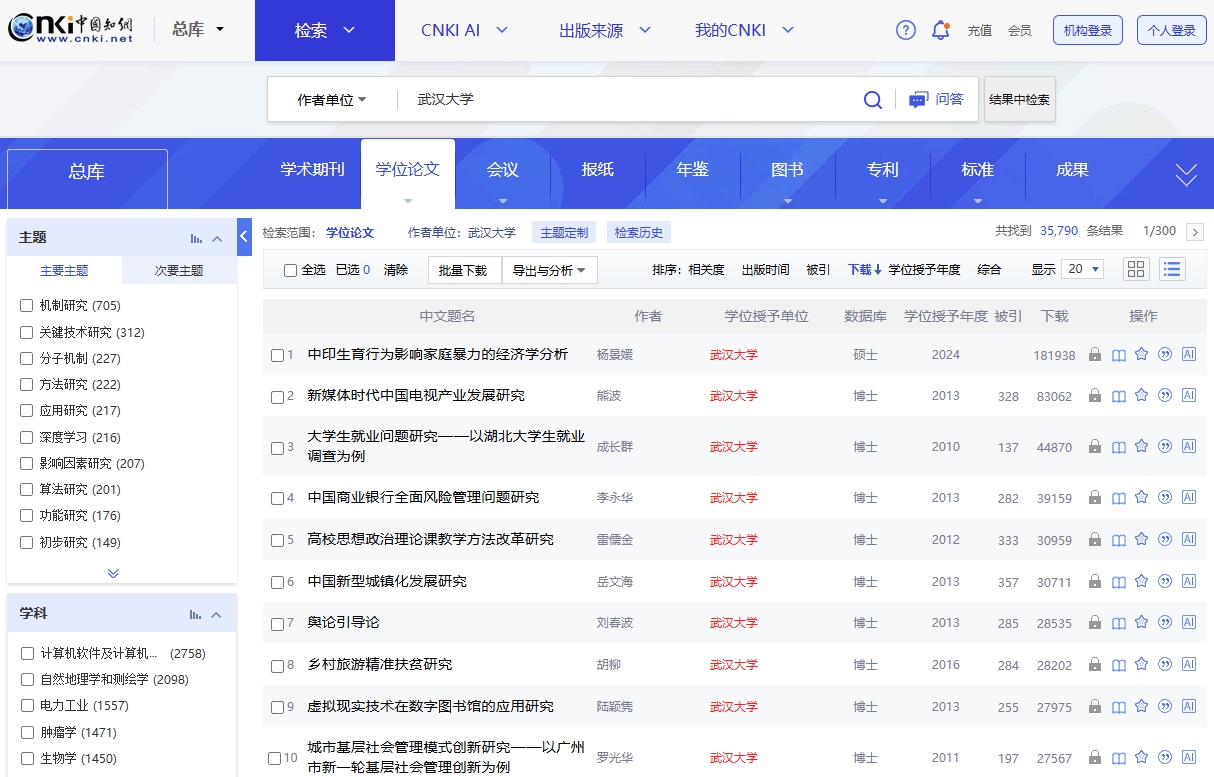 Cnki 中国知网 www.cnki.net 总库 检索 CNKI AI 出版来源 我的CNKI 充值 会员 机构登录 个人登录
作者单位 武汉大学 问答 结果中检索
总库 学术期刊 学位论文 会议 报纸 年鉴 图书 专利 标准 成果
检索范围： 学位论文 作者单位：武汉大学 主题定制 检索历史 共找到 35,790 条结果 1/300
全选 已选 0 清除 批量下载 导出与分析 排序： 相关度 出版时间 被引 下载 学位授予年度 综合 显示 20
中文题名 作者 学位授予单位 数据库 学位授予年度 被引 下载 操作
1 中印生育行为影响家庭暴力的经济学分析 杨景媛 武汉大学 硕士 2024 181938 AI
2 新媒体时代中国电视产业发展研究 熊波 武汉大学 博士 2013 328 83062 AI
3 大学生就业问题研究——以湖北大学生就业
调查为例 成长群 武汉大学 博士 2010 137 44870 AI
4 中国商业银行全面风险管理问题研究 李永华 武汉大学 博士 2013 282 39159 AI
5 高校思想政治理论课教学方法改革研究 雷儒金 武汉大学 博士 2012 333 30959 AI
6 中国新型城镇化发展研究 岳文海 武汉大学 博士 2013 357 30711 AI
7 舆论引导论 刘春波 武汉大学 博士 2013 285 28535 AI
8 乡村旅游精准扶贫研究 胡柳 武汉大学 博士 2016 284 28202 AI
9 虚拟现实技术在数字图书馆的应用研究 陆颖隽 武汉大学 博士 2013 255 27975 AI
10 城市基层社会管理模式创新研究——以广州
市新一轮基层社会管理创新为例 罗光华 武汉大学 博士 2011 197 27567 AI
主题
主要主题 次要主题
机制研究 (705)
关键技术研究 (312)
分子机制 (227)
方法研究 (222)
应用研究 (217)
深度学习 (216)
影响因素研究 (207)
算法研究 (201)
功能研究 (176)
初步研究 (149)
学科
计算机软件及计算机... (2758)
自然地理学和测绘学 (2098)
电力工业 (1557)
肿瘤学 (1471)
生物学 (1450)